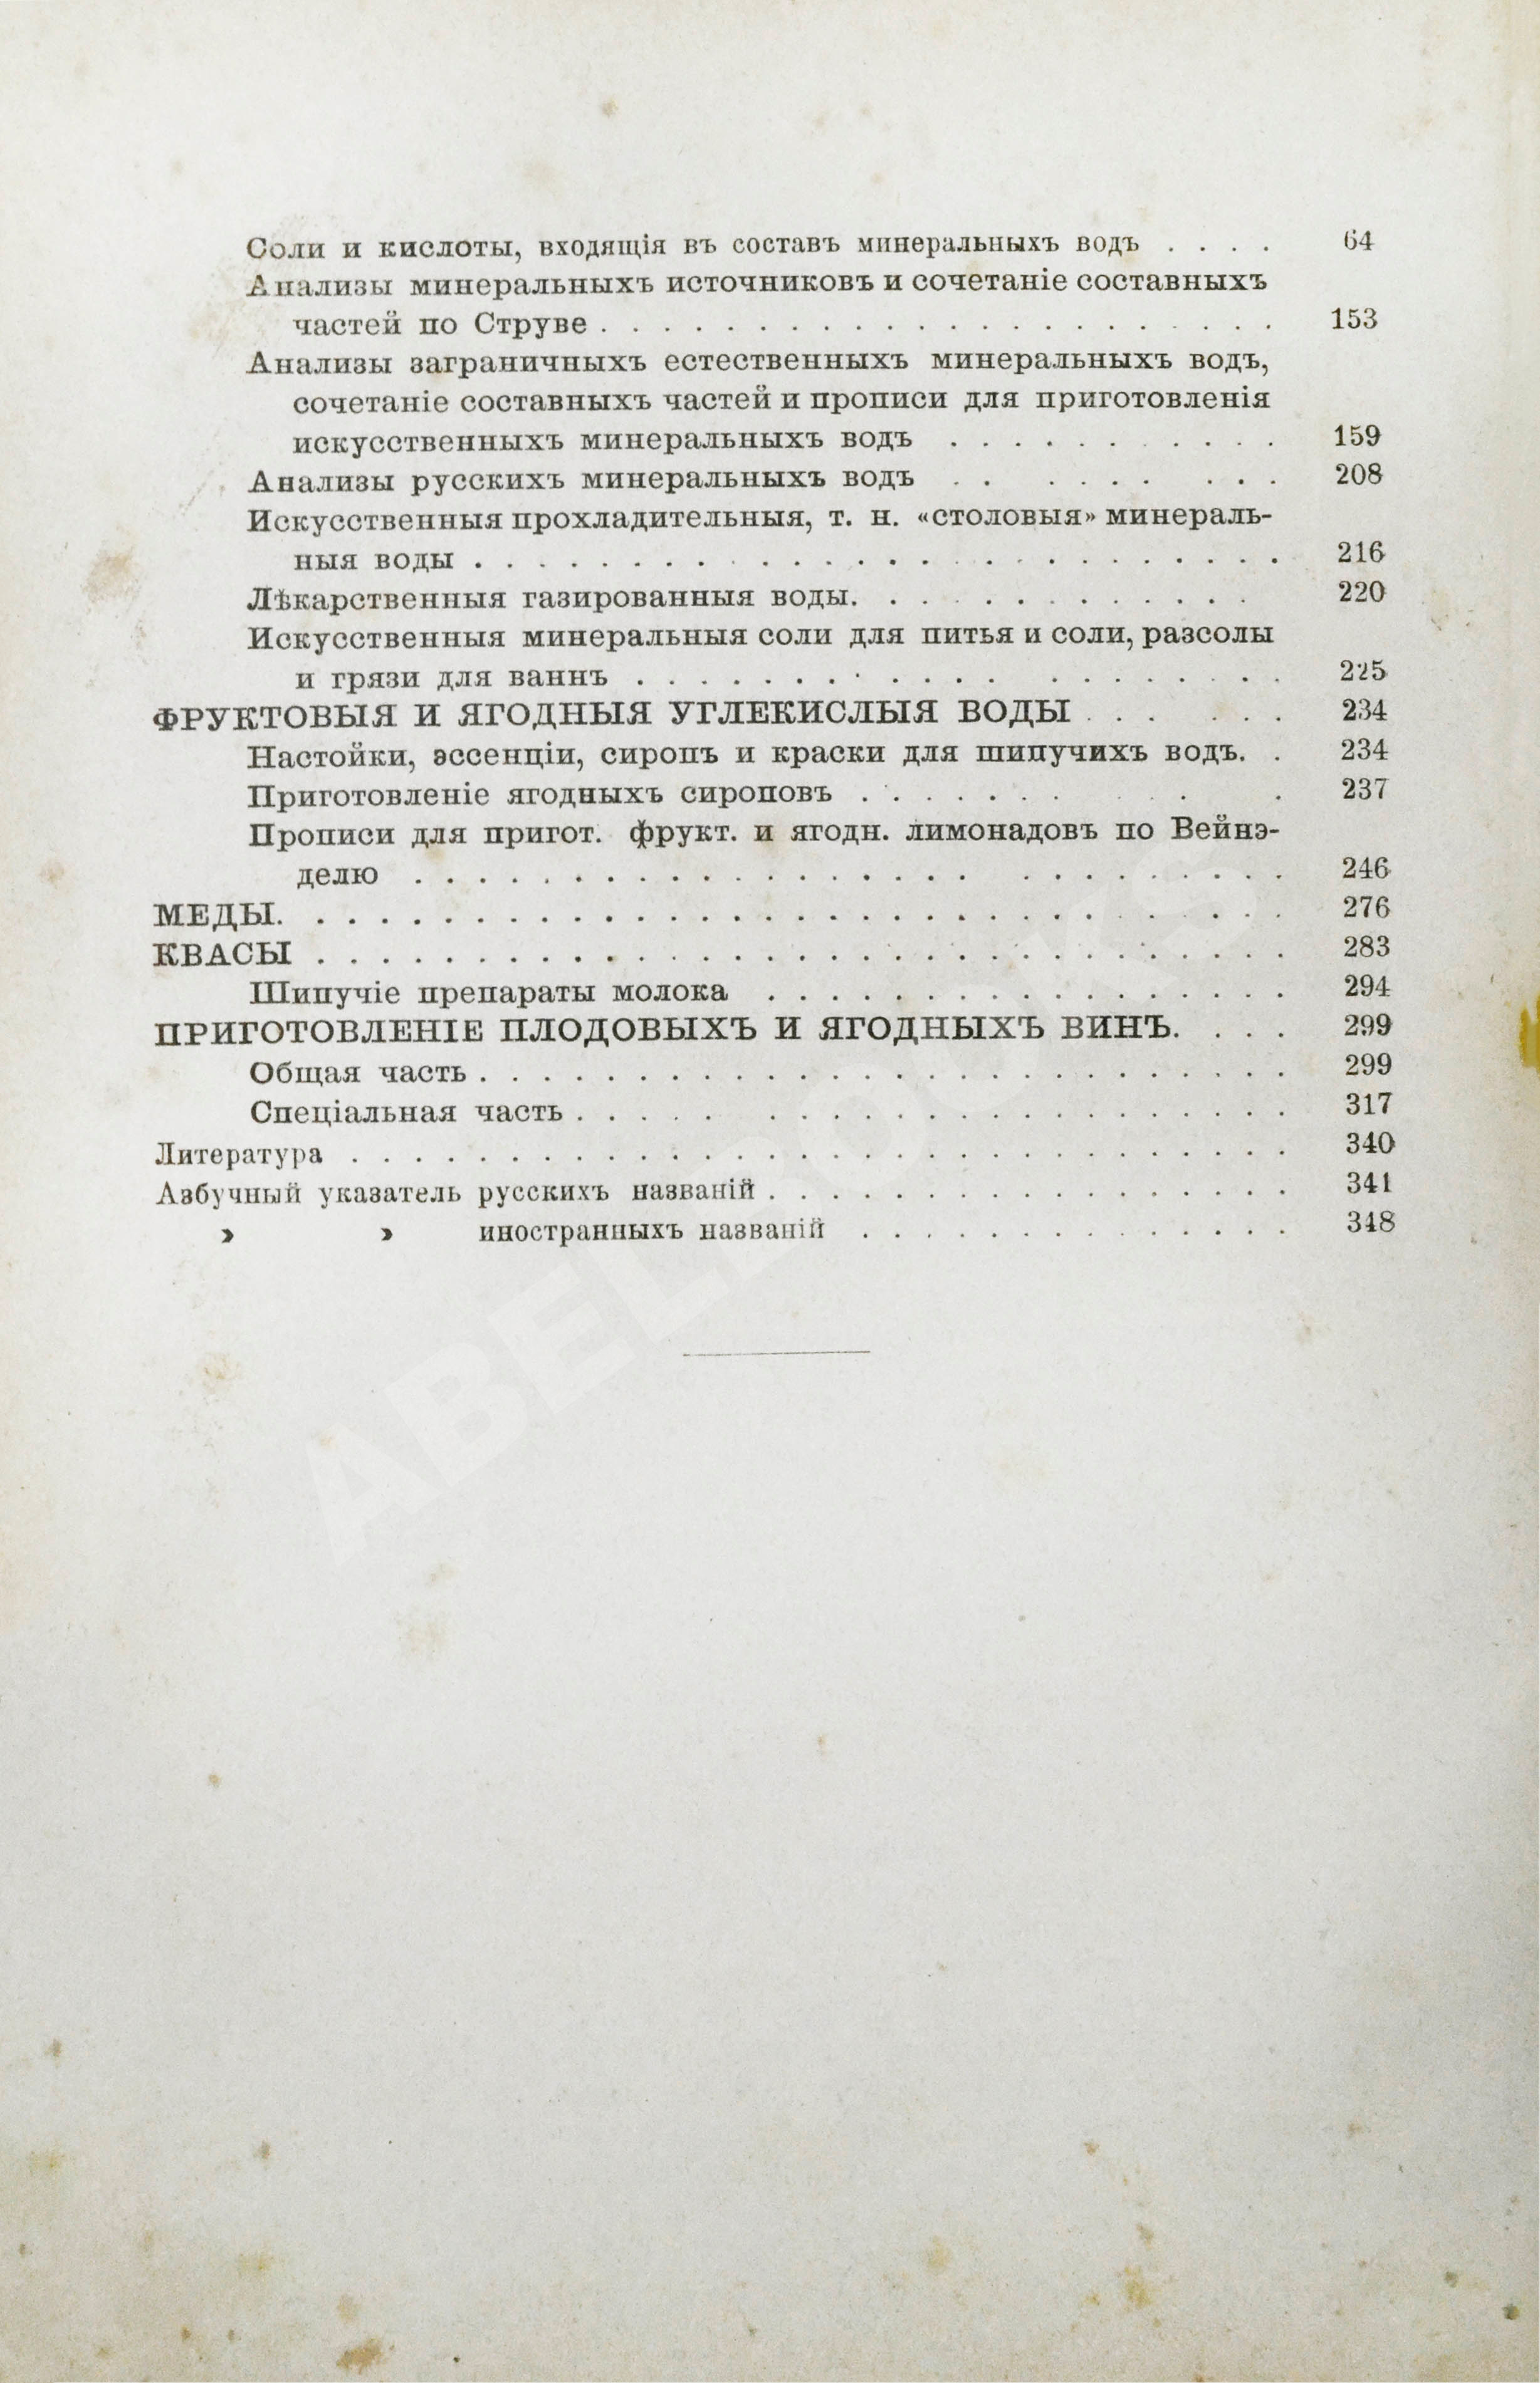 Соли и кислоты, входящія въ составъ минеральныхъ водъ . . . . 64
Анализы минеральныхъ источниковъ и сочетаніе составныхъ
частей по Струве . . . . . . . . . . . . . . . . . . . . . . 153
Анализы заграничныхъ естественныхъ минеральныхъ водъ,
сочетаніе составныхъ частей и прописи для приготовленія
искусственныхъ минеральныхъ водъ . . . . . . . . . . . 159
Анализы русскихъ минеральныхъ водъ . . . . . . . . . 208
Искусственныя прохладительныя, т. н. «столовыя» минераль-
ныя воды . . . . . . . . . . . . . . . . . . . . . . . . . . 216
Лѣкарственныя газированныя воды. . . . . . . . . . . . . 220
Искусственныя минеральныя соли для питья и соли, разсолы
и грязи для ваннъ . . . . . . . . . . . . . . . . . . . . 225
ФРУКТОВЫЯ И ЯГОДНЫЯ УГЛЕКИСЛЫЯ ВОДЫ . . . . . . 234
Настойки, эссенціи, сиропъ и краски для шипучихъ водъ. . 234
Приготовленіе ягодныхъ сироповъ . . . . . . . . . . 237
Прописи для пригот. фрукт. и ягодн. лимонадовъ по Вейнэ-
делю . . . . . . . . . . . . . . . . . . . . . . . . . . 246
МЕДЫ. . . . . . . . . . . . . . . . . . . . . . . . . . . . . . . 276
КВАСЫ . . . . . . . . . . . . . . . . . . . . . . . . . . . . . . . 283
Шипучіе препараты молока . . . . . . . . . . . . . . . . . 294
ПРИГОТОВЛЕНІЕ ПЛОДОВЫХЪ И ЯГОДНЫХЪ ВИНЪ. . . . 299
Общая часть . . . . . . . . . . . . . . . . . . . . . . . . . . 299
Спеціальная часть . . . . . . . . . . . . . . . . . . . . . . 317
Литература . . . . . . . . . . . . . . . . . . . . . . . . . . . . . . 340
Азбучный указатель русскихъ названій . . . . . . . . . . . . . . . . . 341
» » иностранныхъ названій . . . . . . . . . . . . . . 348
ABELBOOKS